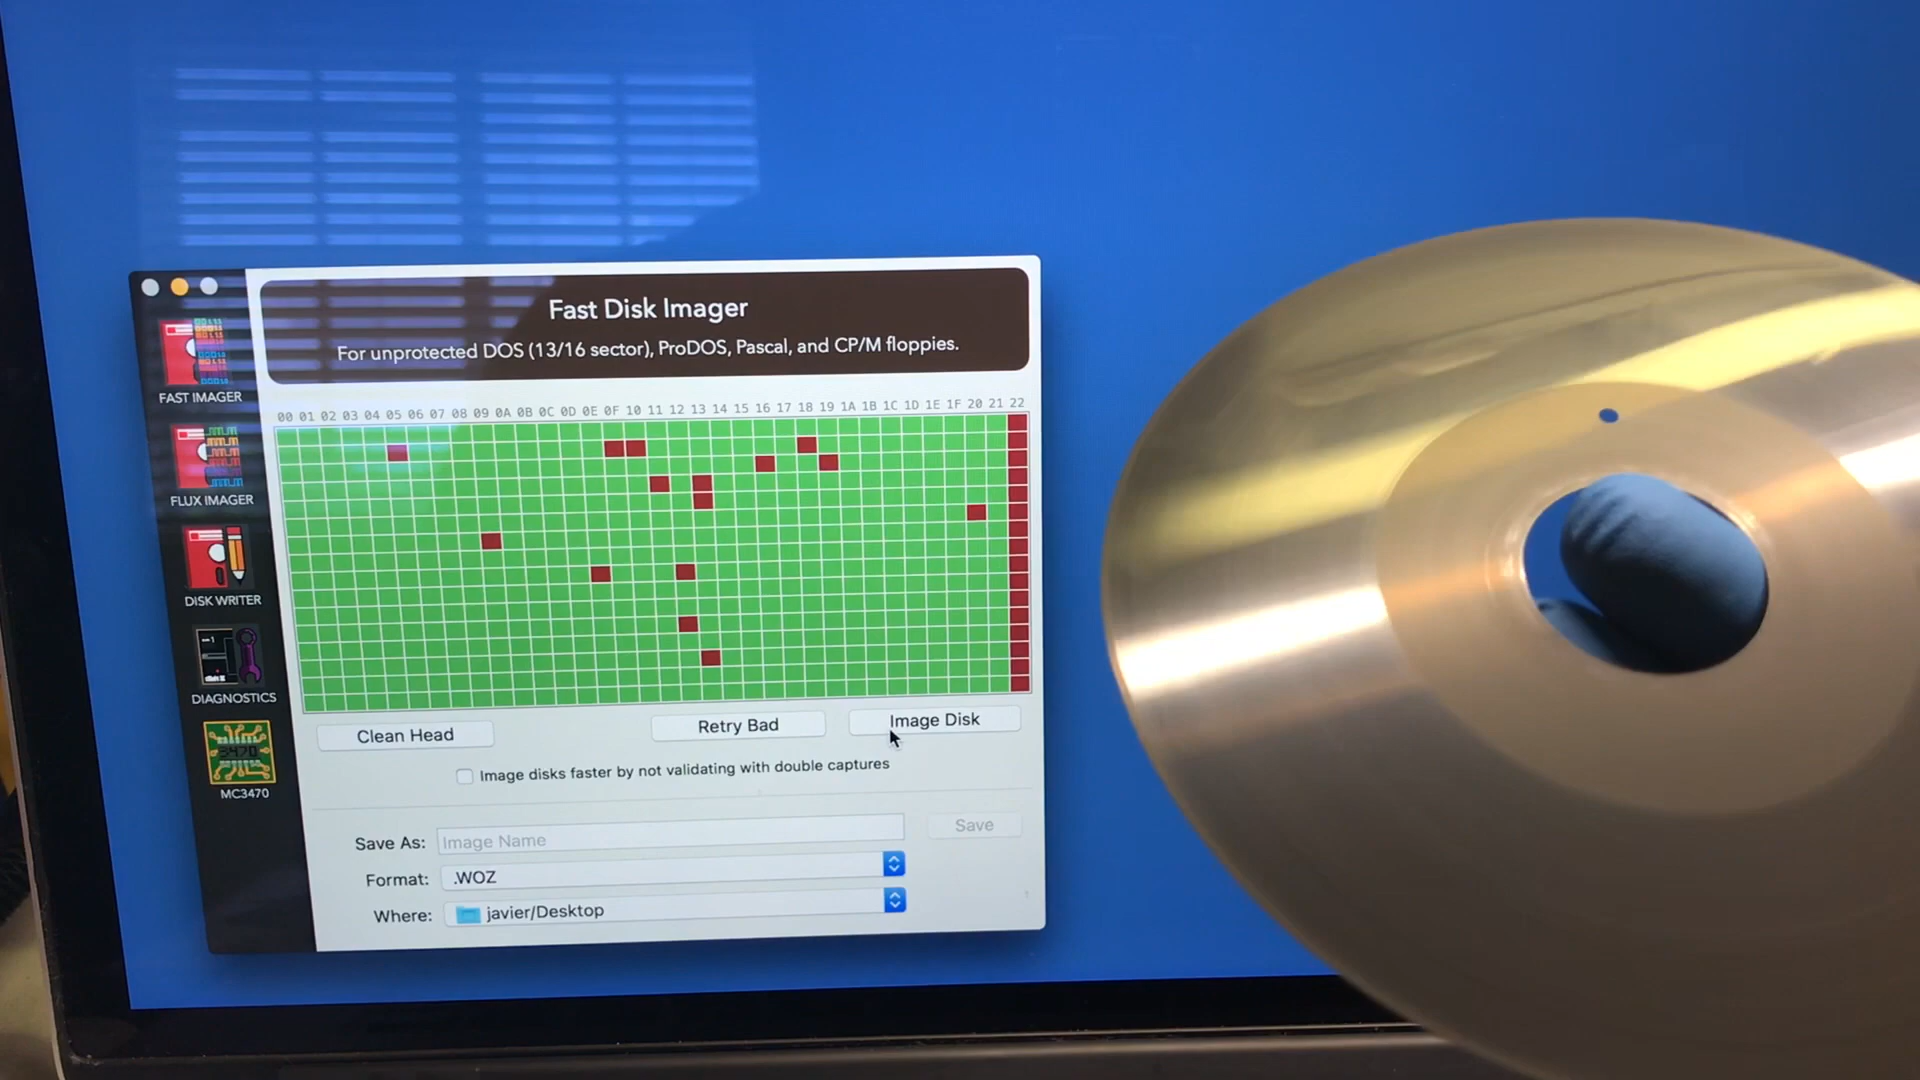 Fast Disk Imager
For unprotected DOS (13/16 sector), ProDOS, Pascal, and CP/M floppies.
FAST IMAGER
FLUX IMAGER
DISK WRITER
DIAGNOSTICS
3470
MC3470
00 01 02 03 04 05 06 07 08 09 0A 0B 0C 0D 0E 0F 10 11 12 13 14 15 16 17 18 19 1A 1B 1C 1D 1E 1F 20 21 22
Clean Head
Retry Bad
Image Disk
Image disks faster by not validating with double captures
Save As:
Image Name
Save
Format:
.WOZ
Where:
javier/Desktop